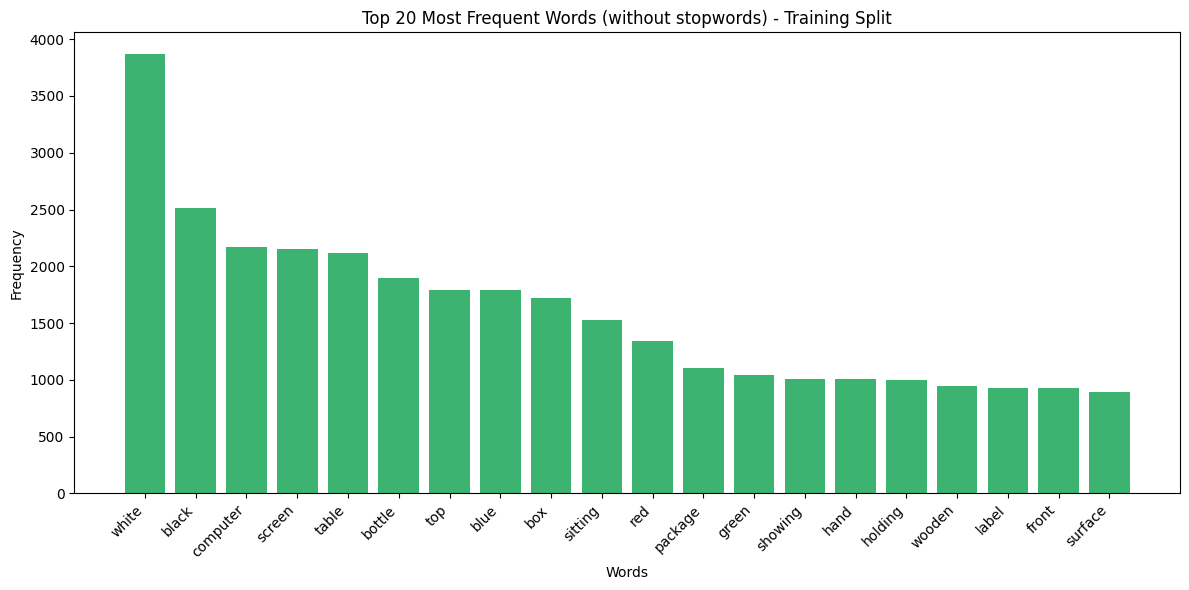 Top 20 Most Frequent Words (without stopwords) - Training Split
4000
3500
3000
2500
2000
1500
1000
500
0
Frequency
white
black
computer
screen
table
bottle
top
blue
box
sitting
red
package
green
showing
hand
holding
wooden
label
front
surface
Words